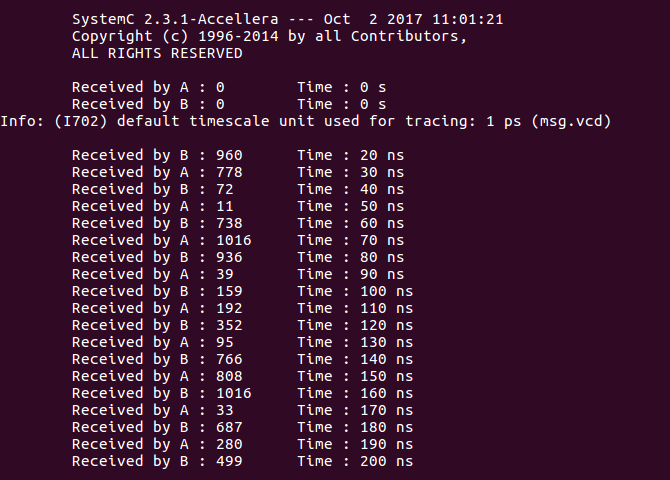 SystemC 2.3.1-Accellera --- Oct  2 2017 11:01:21
Copyright (c) 1996-2014 by all Contributors,
ALL RIGHTS RESERVED
Received by A : 0        Time : 0 s
Received by B : 0        Time : 0 s
Info: (I702) default timescale unit used for tracing: 1 ps (msg.vcd)
Received by B : 960      Time : 20 ns
Received by A : 778      Time : 30 ns
Received by B : 72       Time : 40 ns
Received by A : 11       Time : 50 ns
Received by B : 738      Time : 60 ns
Received by A : 1016     Time : 70 ns
Received by B : 936      Time : 80 ns
Received by A : 39       Time : 90 ns
Received by B : 159      Time : 100 ns
Received by A : 192      Time : 110 ns
Received by B : 352      Time : 120 ns
Received by A : 95       Time : 130 ns
Received by B : 766      Time : 140 ns
Received by A : 808      Time : 150 ns
Received by B : 1016     Time : 160 ns
Received by A : 33       Time : 170 ns
Received by B : 687      Time : 180 ns
Received by A : 280      Time : 190 ns
Received by B : 499      Time : 200 ns